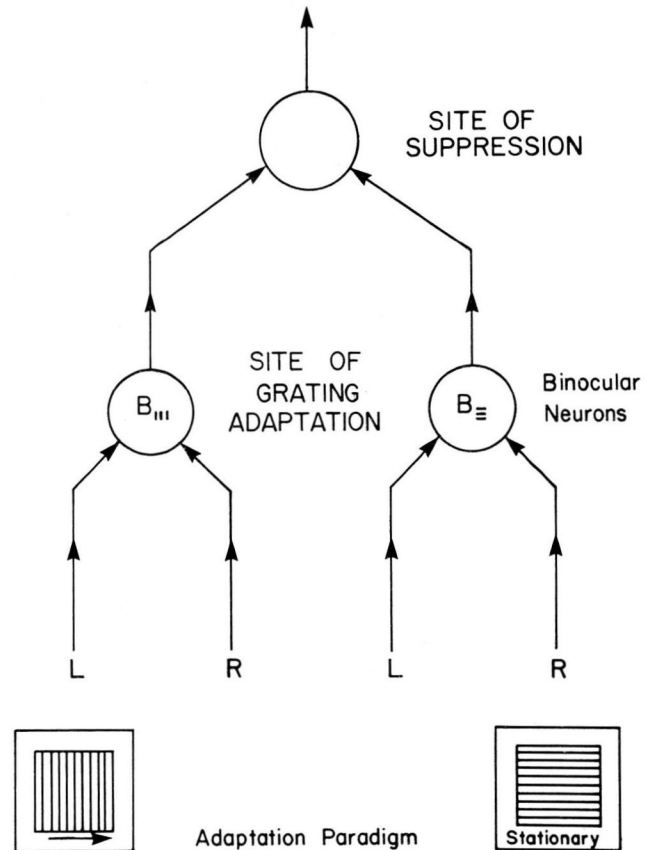 SITE OF
SUPPRESSION
SITE OF
GRATING
ADAPTATION
B
B
Binocular
Neurons
L
R
L
R
Adaptation Paradigm
Stationary